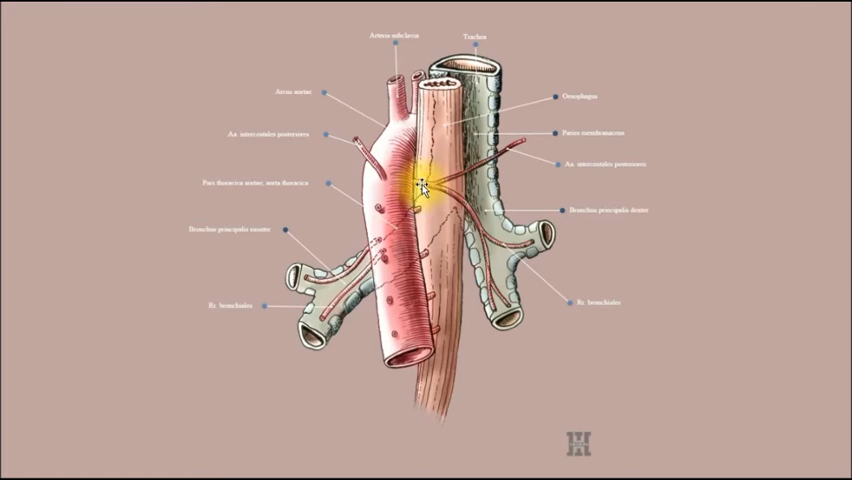 Arteria subclavia
Trachea
Arcus aortae
Oesophagus
Aa. intercostales posteriores
Paries membranaceus
Aa. intercostales posteriores
Pars thoracica aortae, aorta thoracica
Bronchus principalis dexter
Bronchus principalis sinister
Rr. bronchiales
Rr. bronchiales